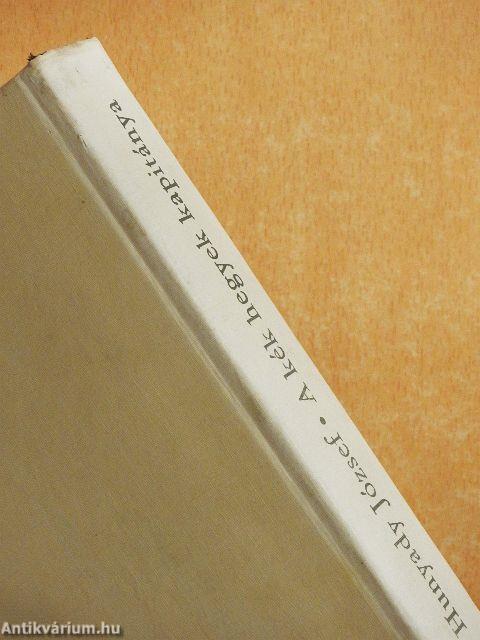 Hunyady József • A kék hegyek kapitánya
Antikvárium.hu